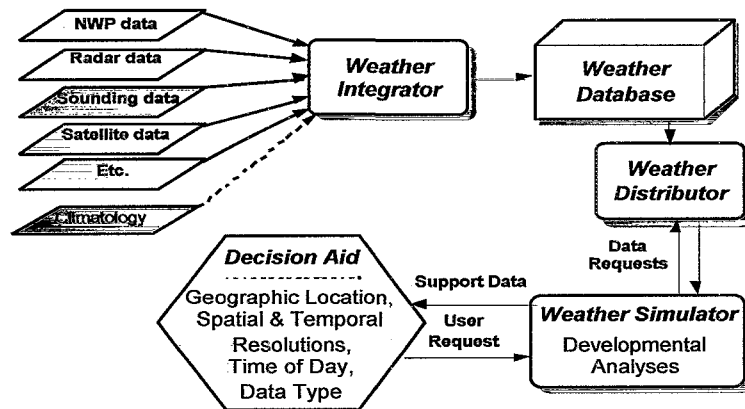 NWP data
Radar data
Sounding data
Satellite data
Etc.
Climatology
Weather
Integrator
Weather
Database
Weather
Distributor
Data
Requests
Decision Aid
Geographic Location,
Spatial & Temporal
Resolutions,
Time of Day,
Data Type
Support Data
User
Request
Weather Simulator
Developmental
Analyses